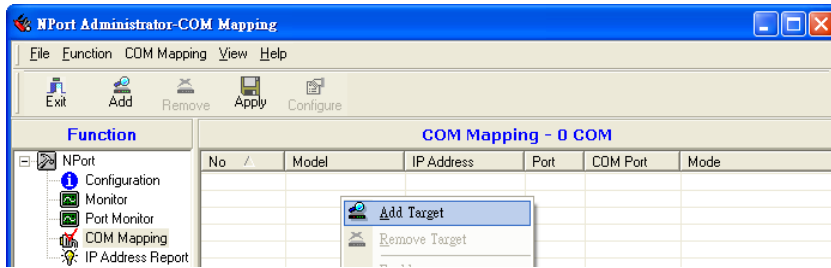 NPort Administrator-COM Mapping
File Function COM Mapping View Help
Exit Add Remove Apply Configure
Function
COM Mapping - 0 COM
NPort
No Model IP Address Port COM Port Mode
Configuration
Monitor
Port Monitor
COM Mapping
IP Address Report
Add Target
Remove Target